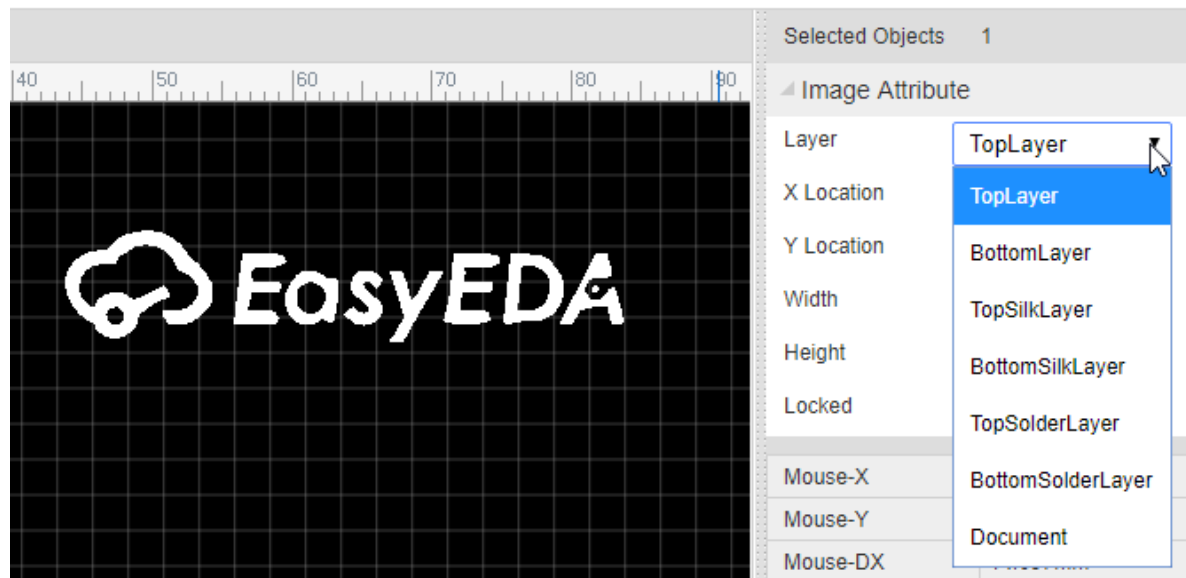 Selected Objects 1
40 50 60 70 80 90
Image Attribute
Layer TopLayer
X Location TopLayer
Y Location BottomLayer
Width TopSilkLayer
Height BottomSilkLayer
Locked TopSolderLayer
Mouse-X BottomSolderLayer
Mouse-Y
Mouse-DX Document
EasyEDA